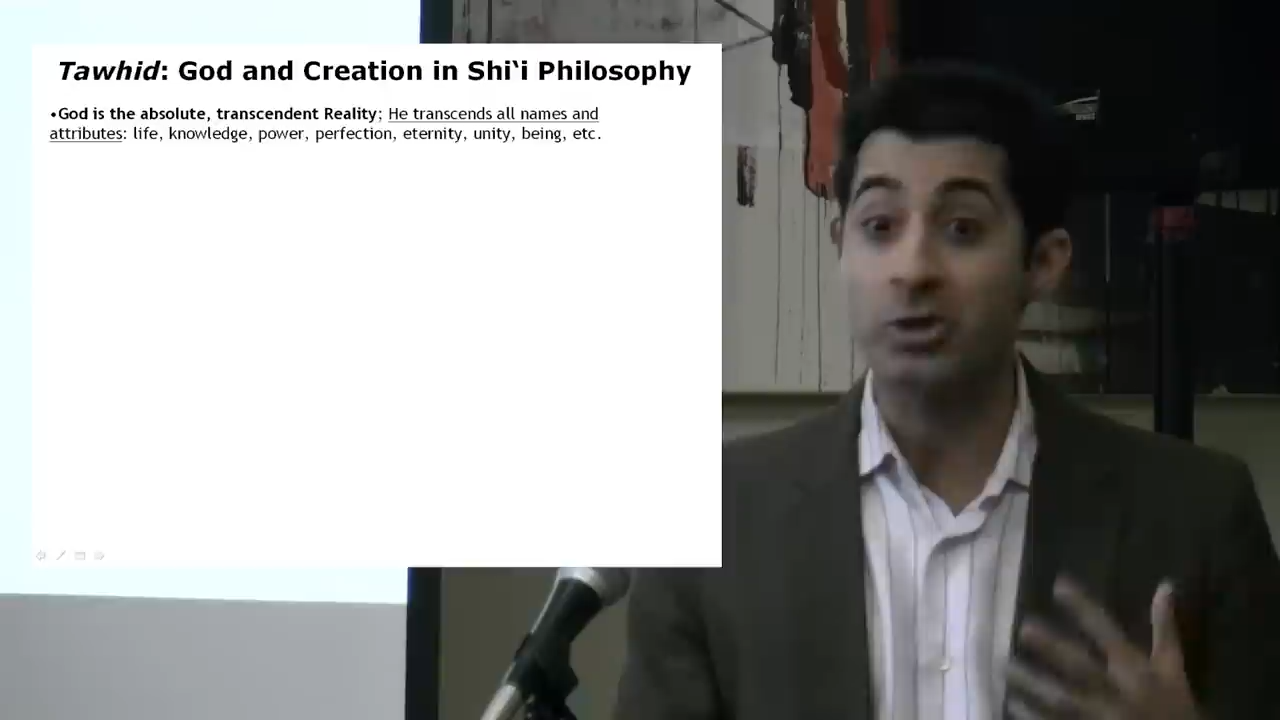 Tawhid: God and Creation in Shi‘i Philosophy
•God is the absolute, transcendent Reality; He transcends all names and
attributes: life, knowledge, power, perfection, eternity, unity, being, etc.